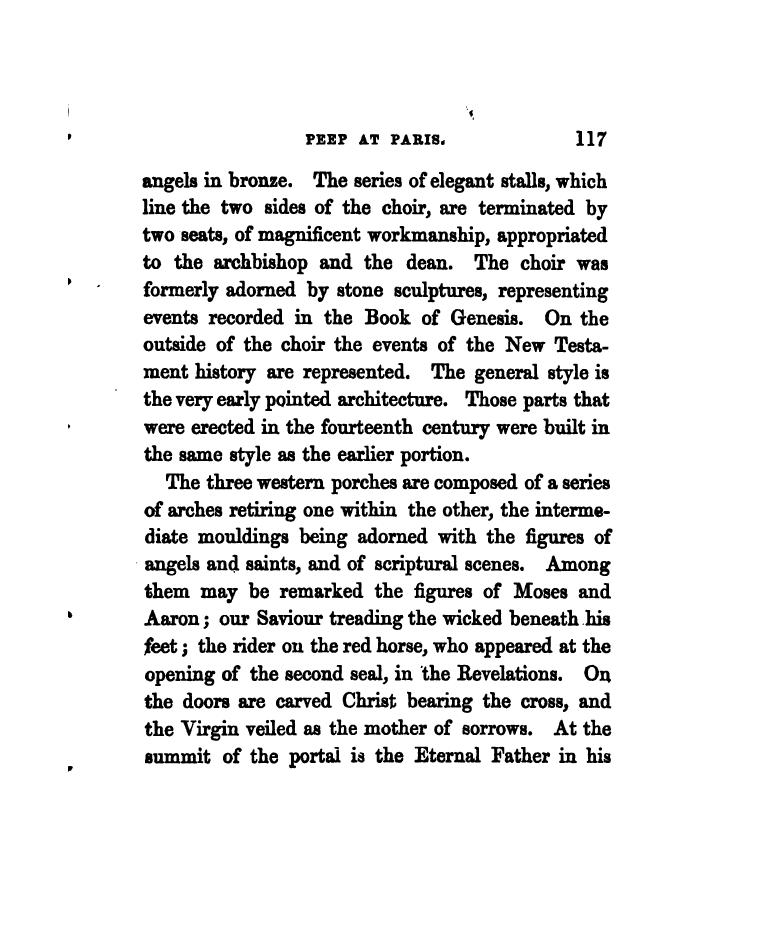 PEEP AT PARIS. 117
angels in bronze. The series of elegant stalls, which
line the two sides of the choir, are terminated by
two seats, of magnificent workmanship, appropriated
to the archbishop and the dean. The choir was
formerly adorned by stone sculptures, representing
events recorded in the Book of Genesis. On the
outside of the choir the events of the New Testa-
ment history are represented. The general style is
the very early pointed architecture. Those parts that
were erected in the fourteenth century were built in
the same style as the earlier portion.
The three western porches are composed of a series
of arches retiring one within the other, the interme-
diate mouldings being adorned with the figures of
angels and saints, and of scriptural scenes. Among
them may be remarked the figures of Moses and
Aaron; our Saviour treading the wicked beneath his
feet; the rider on the red horse, who appeared at the
opening of the second seal, in the Revelations. On
the doors are carved Christ bearing the cross, and
the Virgin veiled as the mother of sorrows. At the
summit of the portal is the Eternal Father in his